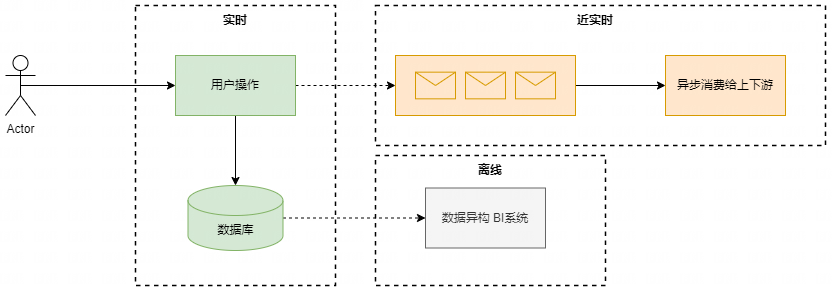 实时
近实时
用户操作
异步消费给上下游
Actor
离线
数据库
数据异构 BI系统